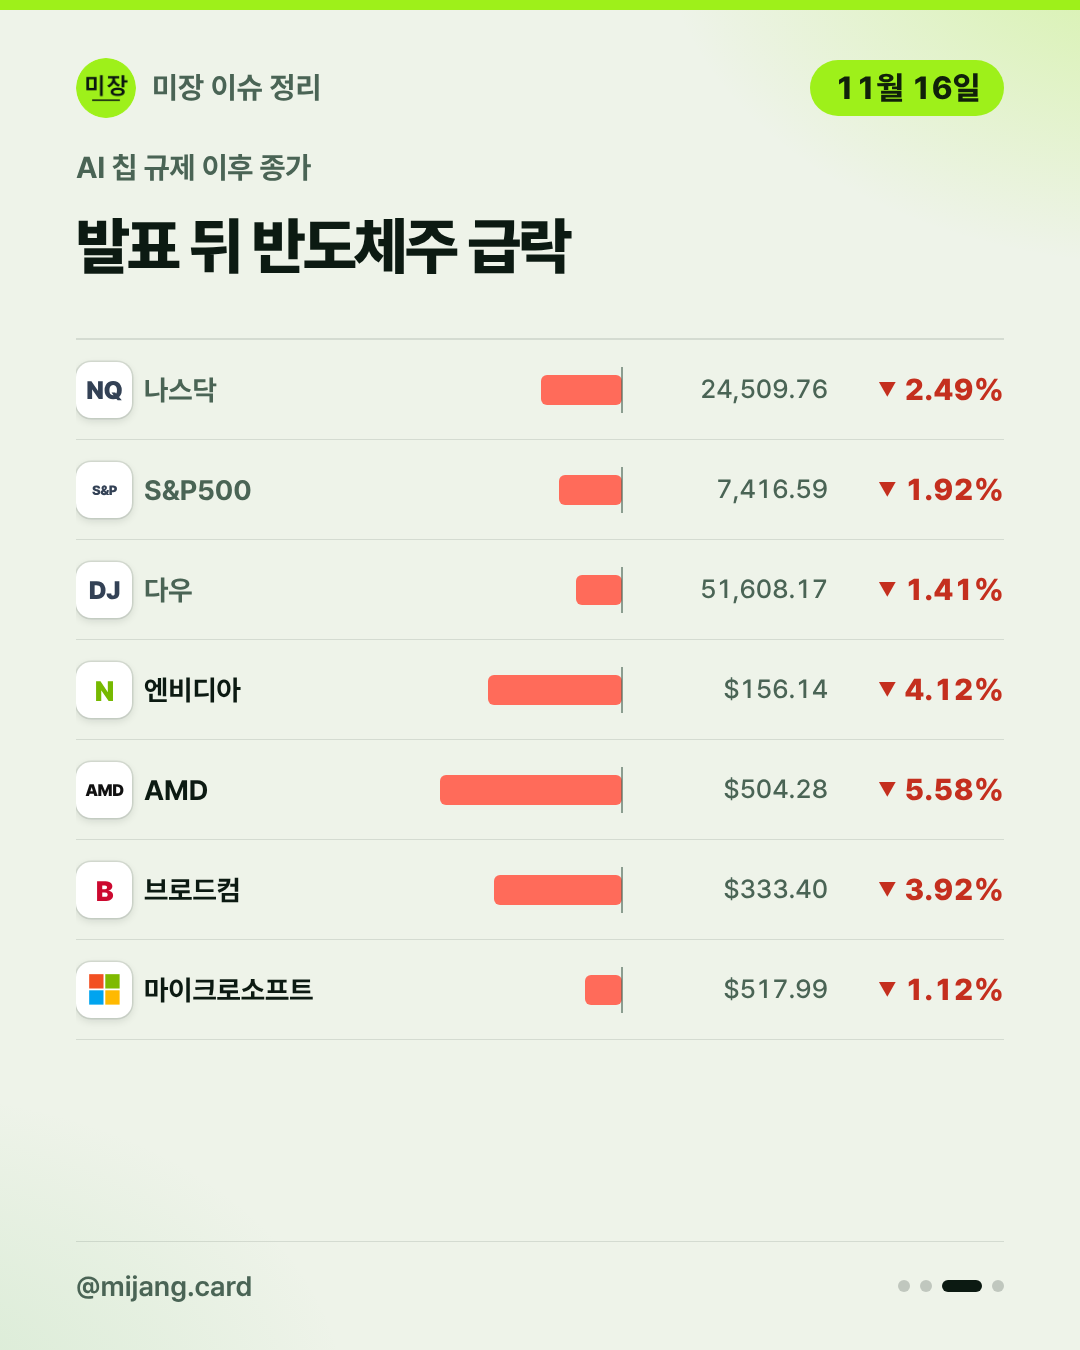 미장 미장 이슈 정리 11월 16일
AI 칩 규제 이후 종가
발표 뒤 반도체주 급락
NQ 나스닥 24,509.76 ▼ 2.49%
S&P S&P500 7,416.59 ▼ 1.92%
DJ 다우 51,608.17 ▼ 1.41%
N 엔비디아 $156.14 ▼ 4.12%
AMD AMD $504.28 ▼ 5.58%
B 브로드컴 $333.40 ▼ 3.92%
마이크로소프트 $517.99 ▼ 1.12%
@mijang.card